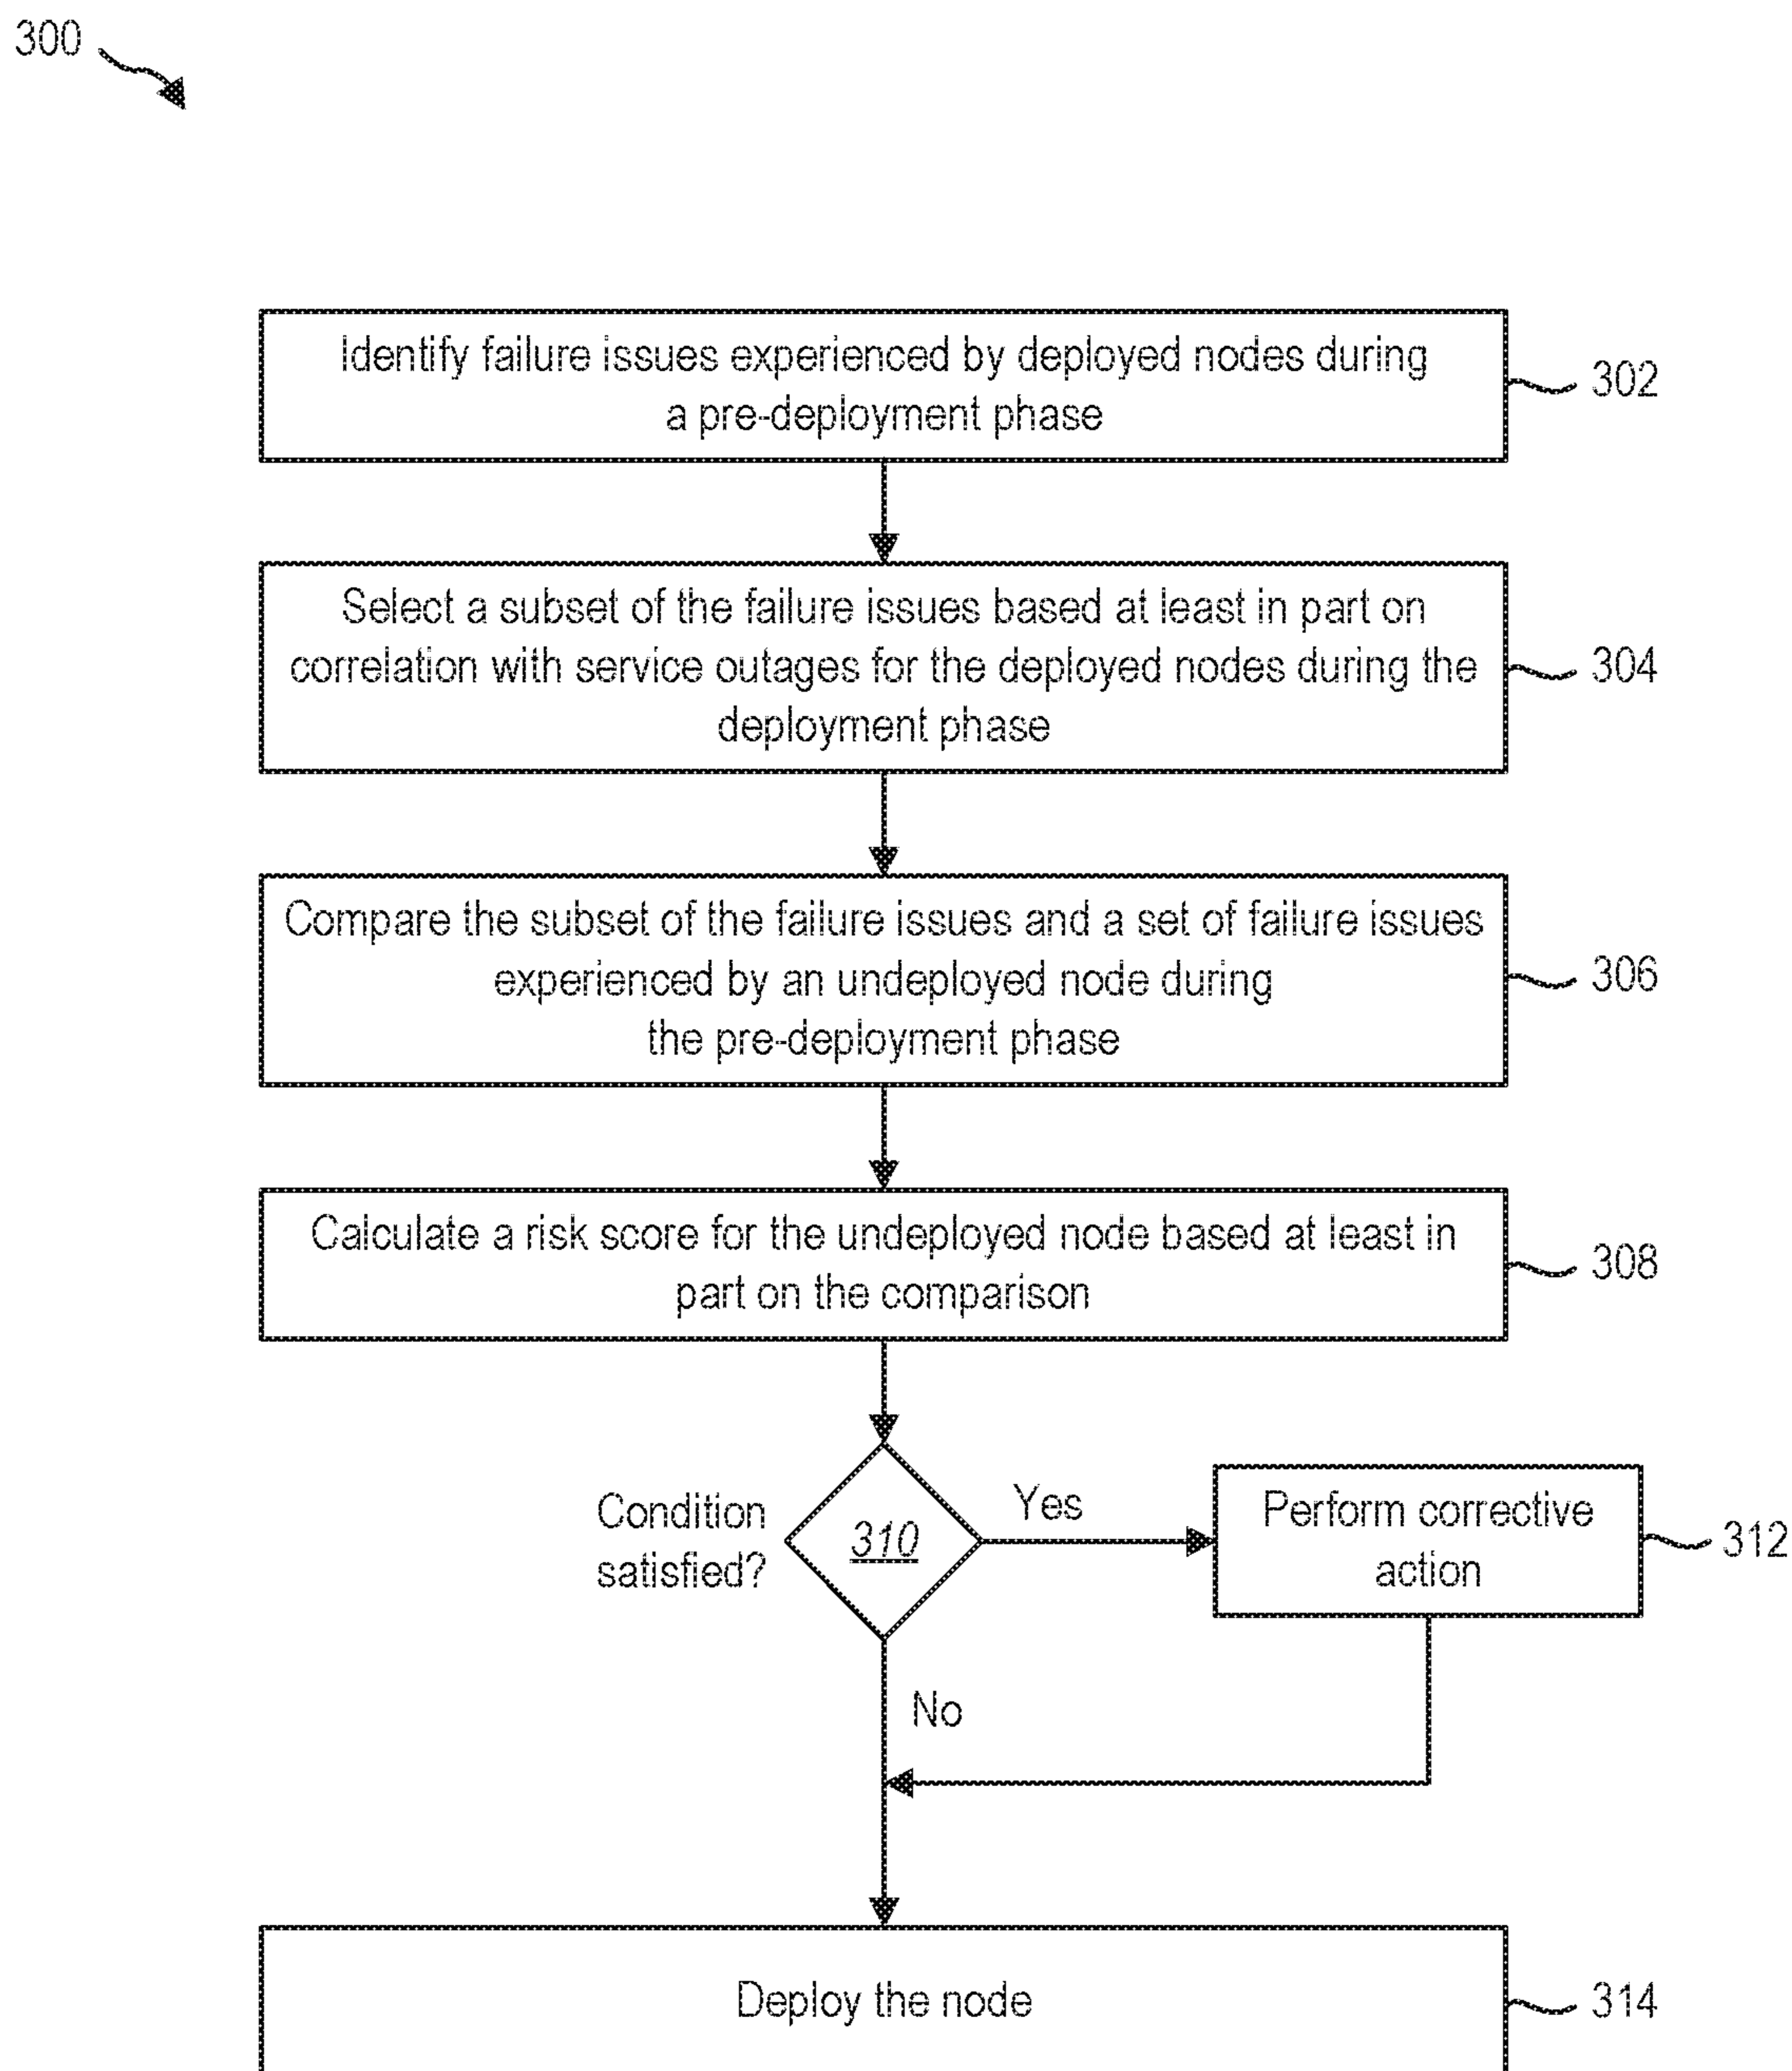 300
Identify failure issues experienced by deployed nodes during
a pre-deployment phase
302
Select a subset of the failure issues based at least in part on
correlation with service outages for the deployed nodes during the
deployment phase
304
Compare the subset of the failure issues and a set of failure issues
experienced by an undeployed node during
the pre-deployment phase
306
Calculate a risk score for the undeployed node based at least in
part on the comparison
308
Condition
satisfied?
310
Yes
Perform corrective
action
312
No
Deploy the node
314